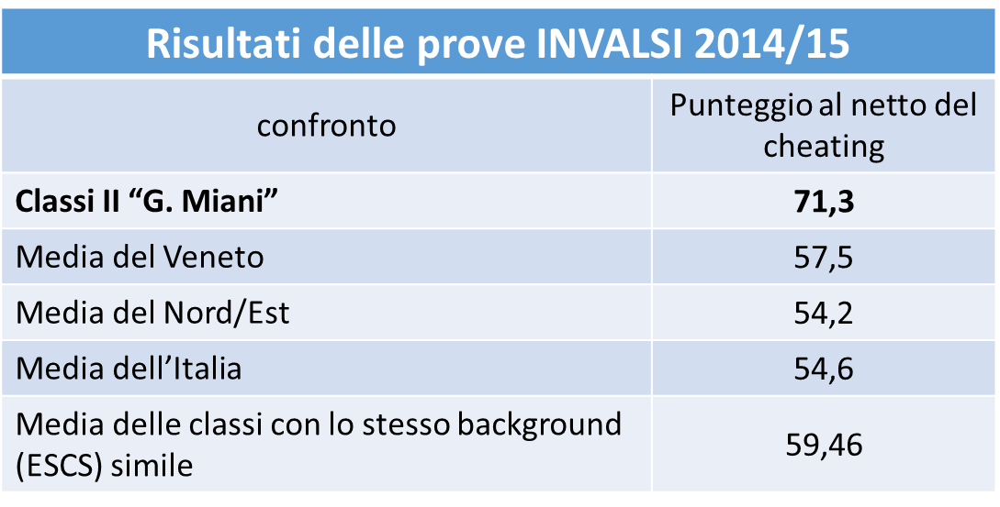 Risultati delle prove INVALSI 2014/15
confronto
Punteggio al netto del
cheating
Classi II “G. Miani”
71,3
Media del Veneto
57,5
Media del Nord/Est
54,2
Media dell’Italia
54,6
Media delle classi con lo stesso background
(ESCS) simile
59,46